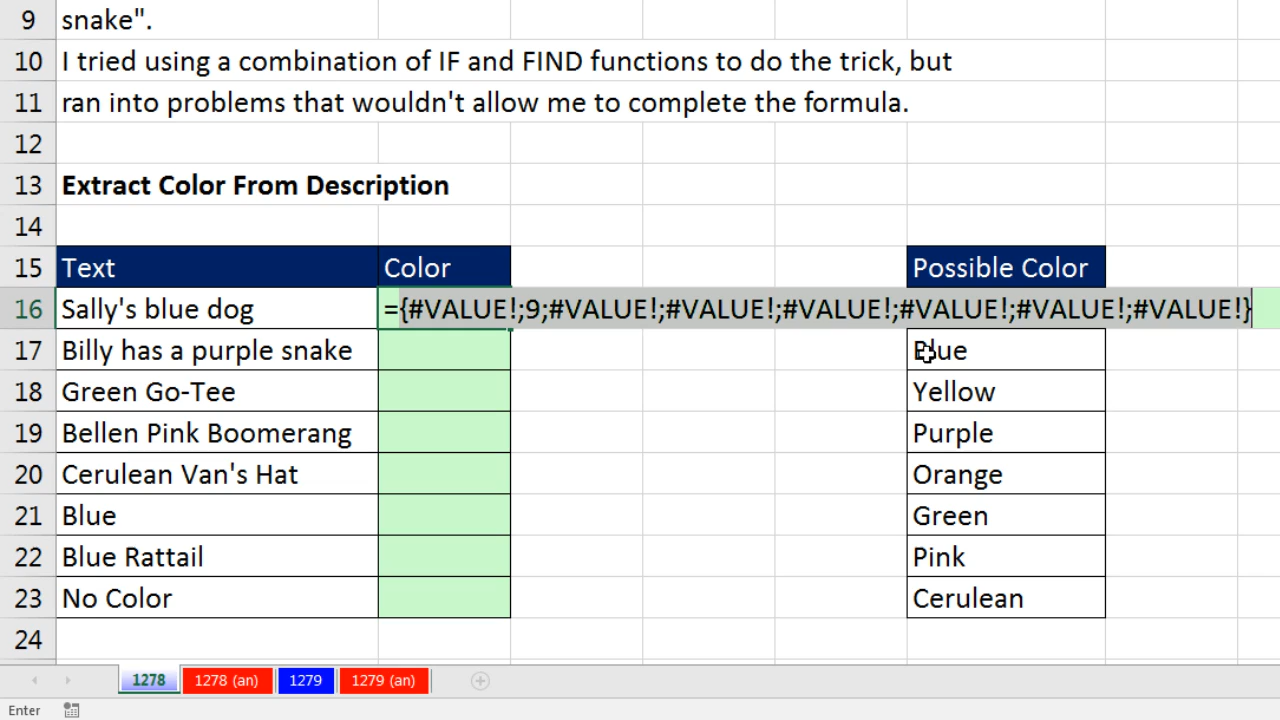 9 snake".
10 I tried using a combination of IF and FIND functions to do the trick, but
11 ran into problems that wouldn't allow me to complete the formula.
12
13 Extract Color From Description
14
15 Text Color Possible Color
16 Sally's blue dog ={#VALUE!;9;#VALUE!;#VALUE!;#VALUE!;#VALUE!;#VALUE!;#VALUE!}
17 Billy has a purple snake Blue
18 Green Go-Tee Yellow
19 Bellen Pink Boomerang Purple
20 Cerulean Van's Hat Orange
21 Blue Green
22 Blue Rattail Pink
23 No Color Cerulean
24
1278 1278 (an) 1279 1279 (an)
Enter